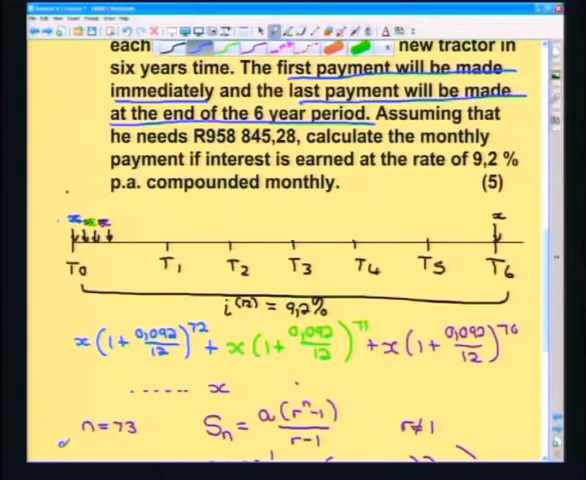 each new tractor in
six years time. The first payment will be made
immediately and the last payment will be made
at the end of the 6 year period. Assuming that
he needs R958 845,28, calculate the monthly
payment if interest is earned at the rate of 9,2 %
p.a. compounded monthly. (5)
x x x x
T0 T1 T2 T3 T4 T5 T6
i^(12) = 9,2%
x(1+0,092/12)^72 + x(1+0,092/12)^71 + x(1+0,092/12)^70
...... x
n=73 Sn = a(r^n-1)/r-1 r≠1